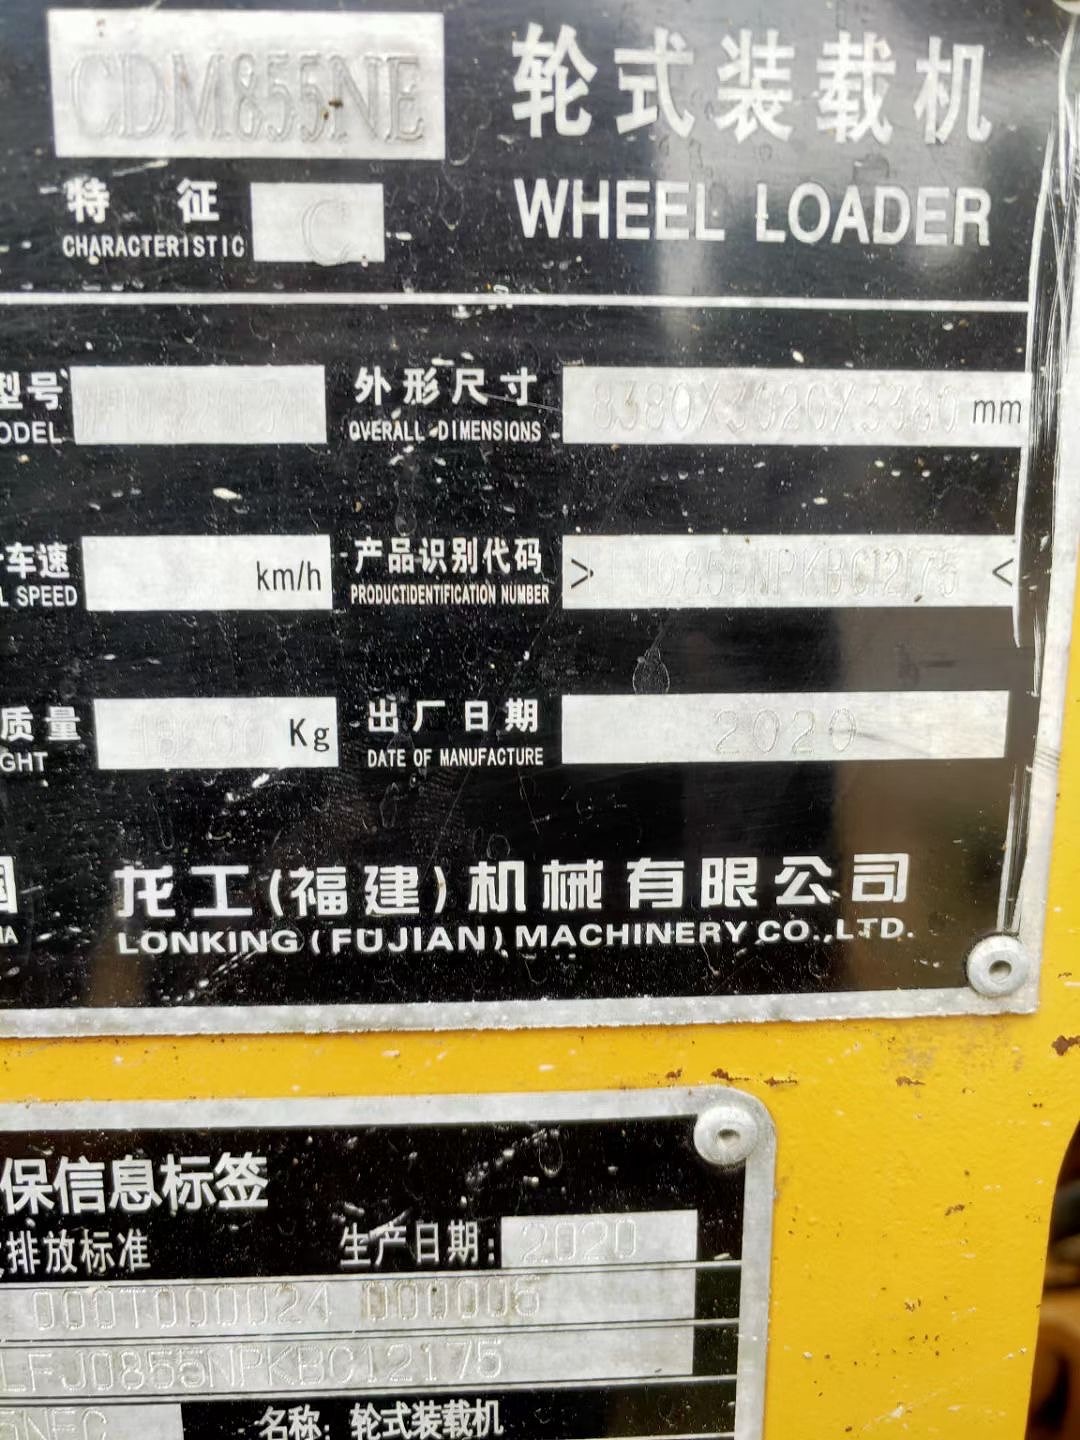 CDM855NE
轮式装载机
WHEEL LOADER
特 征 C
CHARACTERISTIC
型号
ODEL
外形尺寸 mm
OVERALL DIMENSIONS
车速 km/h
L SPEED
产品识别代码 > <
PRODUCTIDENTIFICATION NUMBER
质量 Kg
GHT
出厂日期 2020
DATE OF MANUFACTURE
龙工(福建)机械有限公司
LONKING(FUJIAN)MACHINERY CO.,LTD.
保信息标签
排放标准 生产日期: 2020
000T000024 000006
LFJ0855NPKBC12175
5NEC 名称: 轮式装载机